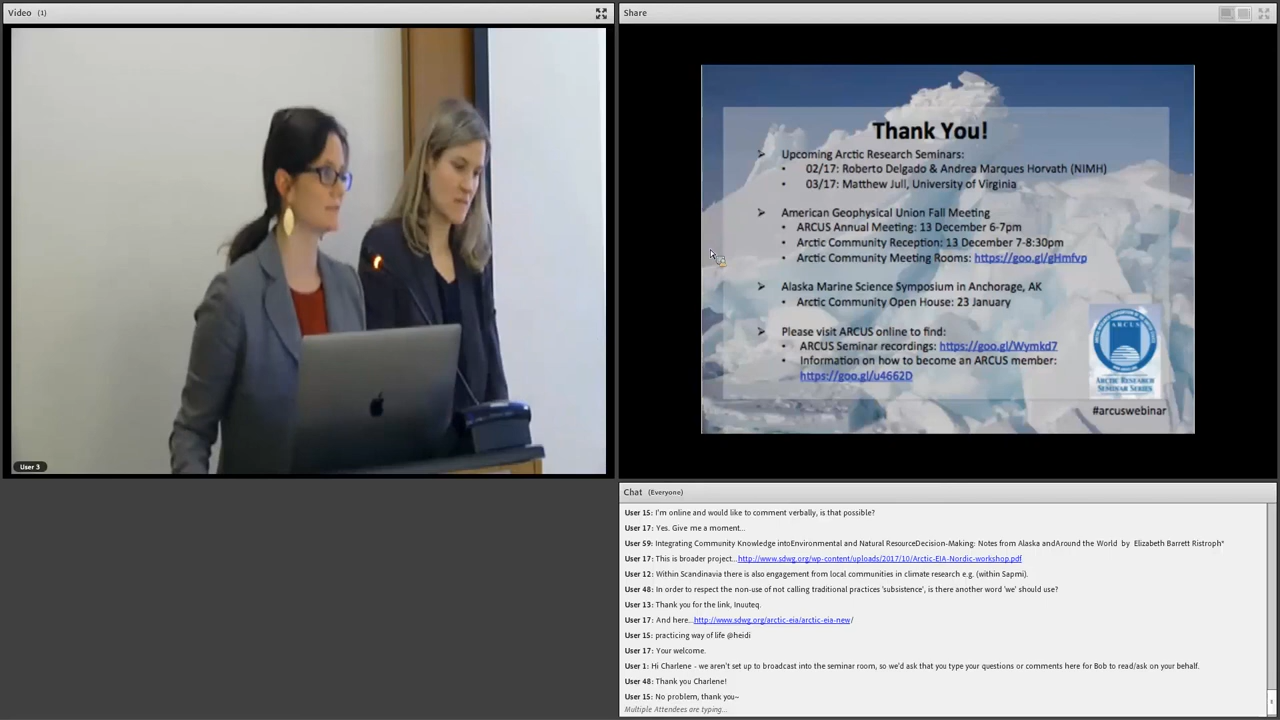 Video (1)
User 3
Share
Thank You!
Upcoming Arctic Research Seminars:
02/17: Roberto Delgado & Andrea Marques Horvath (NIMH)
03/17: Matthew Jull, University of Virginia
American Geophysical Union Fall Meeting
ARCUS Annual Meeting: 13 December 6-7pm
Arctic Community Reception: 13 December 7-8:30pm
Arctic Community Meeting Rooms: https://goo.gl/gHmfvp
Alaska Marine Science Symposium in Anchorage, AK
Arctic Community Open House: 23 January
Please visit ARCUS online to find:
ARCUS Seminar recordings: https://goo.gl/Wymkd7
Information on how to become an ARCUS member:
https://goo.gl/u4662D
ARCUS
ARCTIC RESEARCH
SEMINAR SERIES
#arcuswebinar
Chat (Everyone)
User 15: I'm online and would like to comment verbally, is that possible?
User 17: Yes. Give me a moment...
User 59: Integrating Community Knowledge intoEnvironmental and Natural ResourceDecision-Making: Notes from Alaska andAround the World by Elizabeth Barrett Ristroph"
User 17: This is broader project...http://www.sdwg.org/wp-content/uploads/2017/10/Arctic-EIA-Nordic-workshop.pdf
User 12: Within Scandinavia there is also engagement from local communities in climate research e.g. (within Sapmi).
User 48: In order to respect the non-use of not calling traditional practices 'subsistence', is there another word 'we' should use?
User 13: Thank you for the link, Inuuteq.
User 17: And here...http://www.sdwg.org/arctic-eia/arctic-eia-new/
User 15: practicing way of life @heidi
User 17: Your welcome.
User 1: Hi Charlene - we aren't set up to broadcast into the seminar room, so we'd ask that you type your questions or comments here for Bob to read/ask on your behalf.
User 48: Thank you Charlene!
User 15: No problem, thank you~
Multiple Attendees are typing...